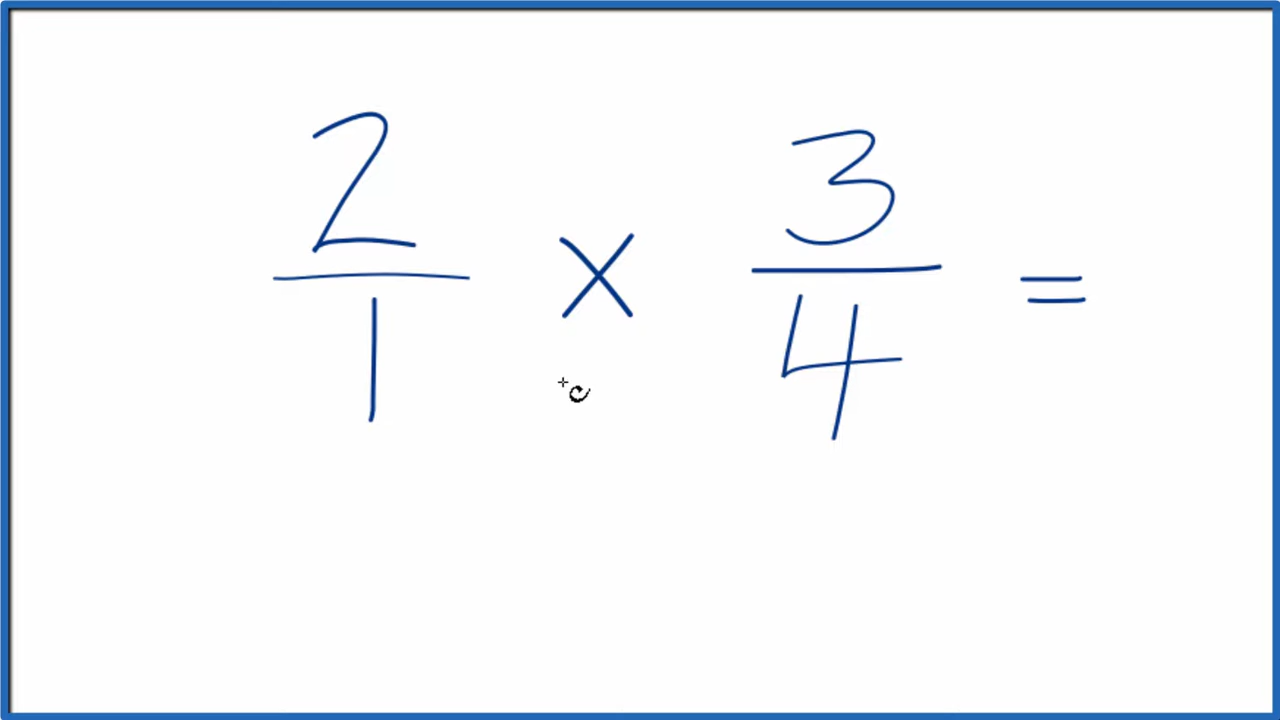 2/1 × 3/4 =